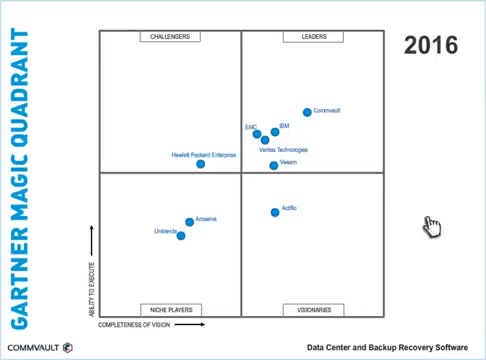 GARTNER MAGIC QUADRANT
2016
CHALLENGERS
LEADERS
Commvault
EMC
IBM
Veritas Technologies
Veeam
Hewlett Packard Enterprise
Actifio
Arcserve
Unitrends
ABILITY TO EXECUTE
NICHE PLAYERS
VISIONARIES
COMPLETENESS OF VISION
COMMVAULT
Data Center and Backup Recovery Software